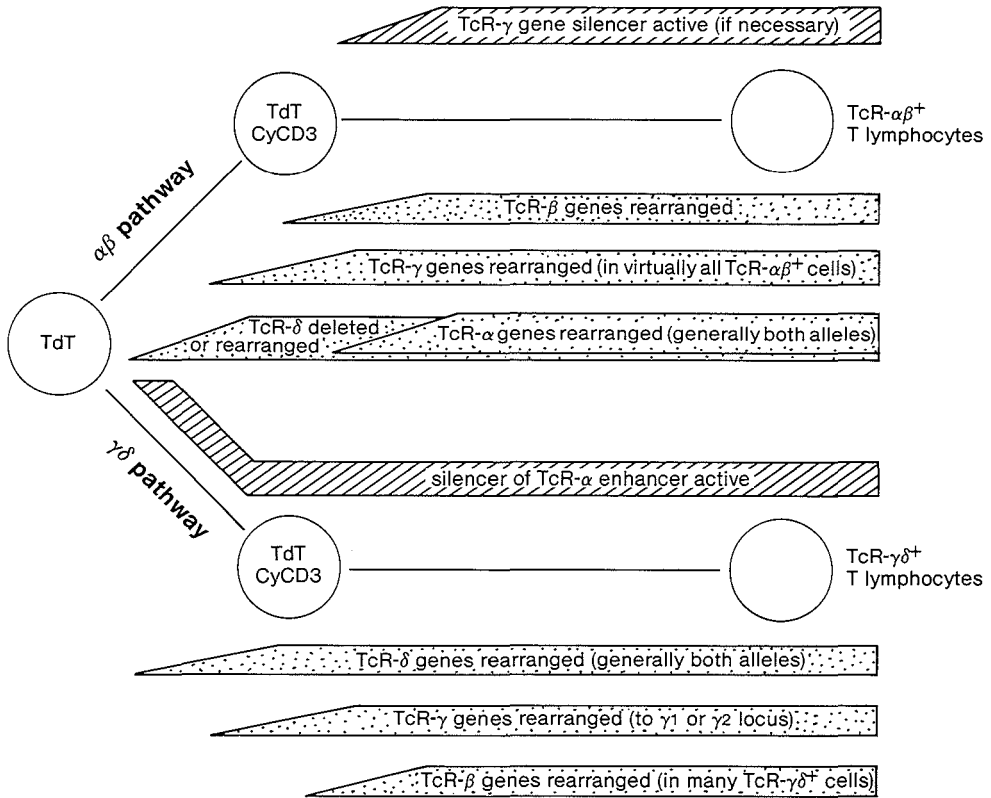 TcR-γ gene silencer active (if necessary)
TdT
CyCD3
TcR-αβ⁺
T lymphocytes
αβ pathway
TcR-β genes rearranged
TcR-γ genes rearranged (in virtually all TcR-αβ⁺ cells)
TcR-δ deleted
or rearranged
TcR-α genes rearranged (generally both alleles)
TdT
γδ pathway
silencer of TcR-α enhancer active
TdT
CyCD3
TcR-γδ⁺
T lymphocytes
TcR-δ genes rearranged (generally both alleles)
TcR-γ genes rearranged (to γ1 or γ2 locus)
TcR-β genes rearranged (in many TcR-γδ⁺ cells)